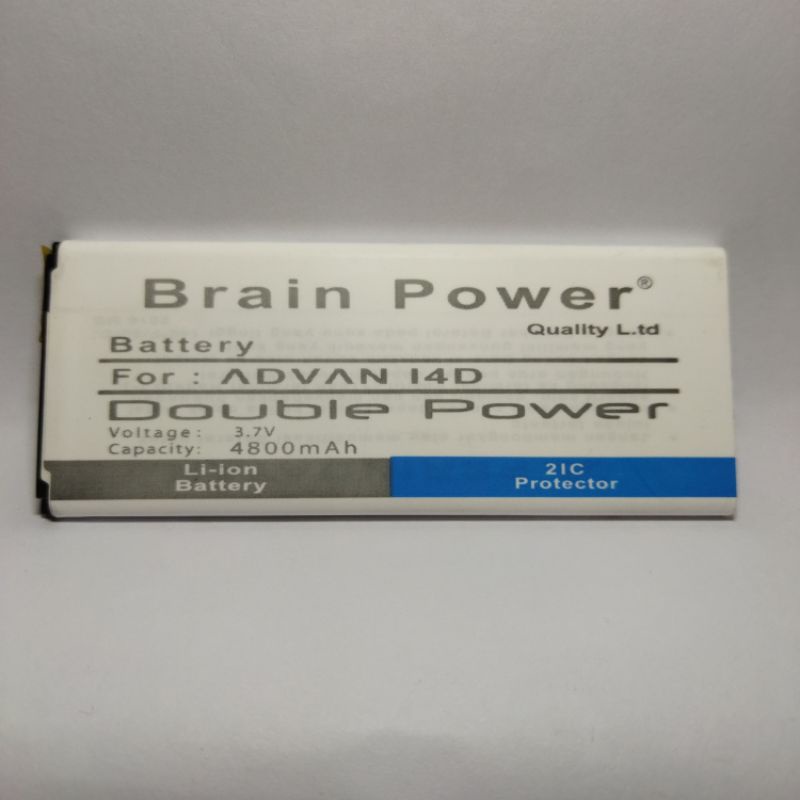 Brain Power®
Quality L.td
Battery
For : ADVAN I4D
Double Power
Voltage: 3.7V
Capacity: 4800mAh
Li-ion
Battery
2IC
Protector